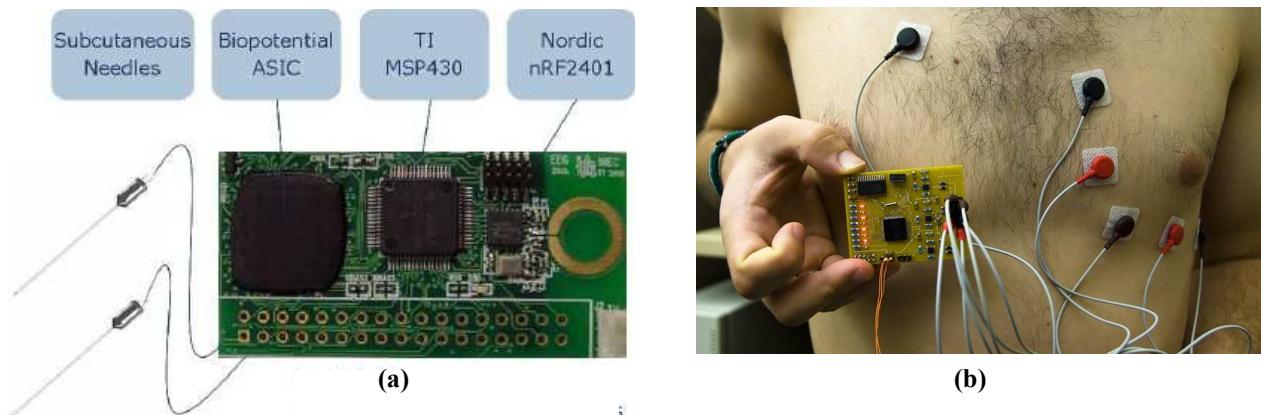 Subcutaneous
Needles
Biopotential
ASIC
TI
MSP430
Nordic
nRF2401
EEG
IMEC
(a)
(b)